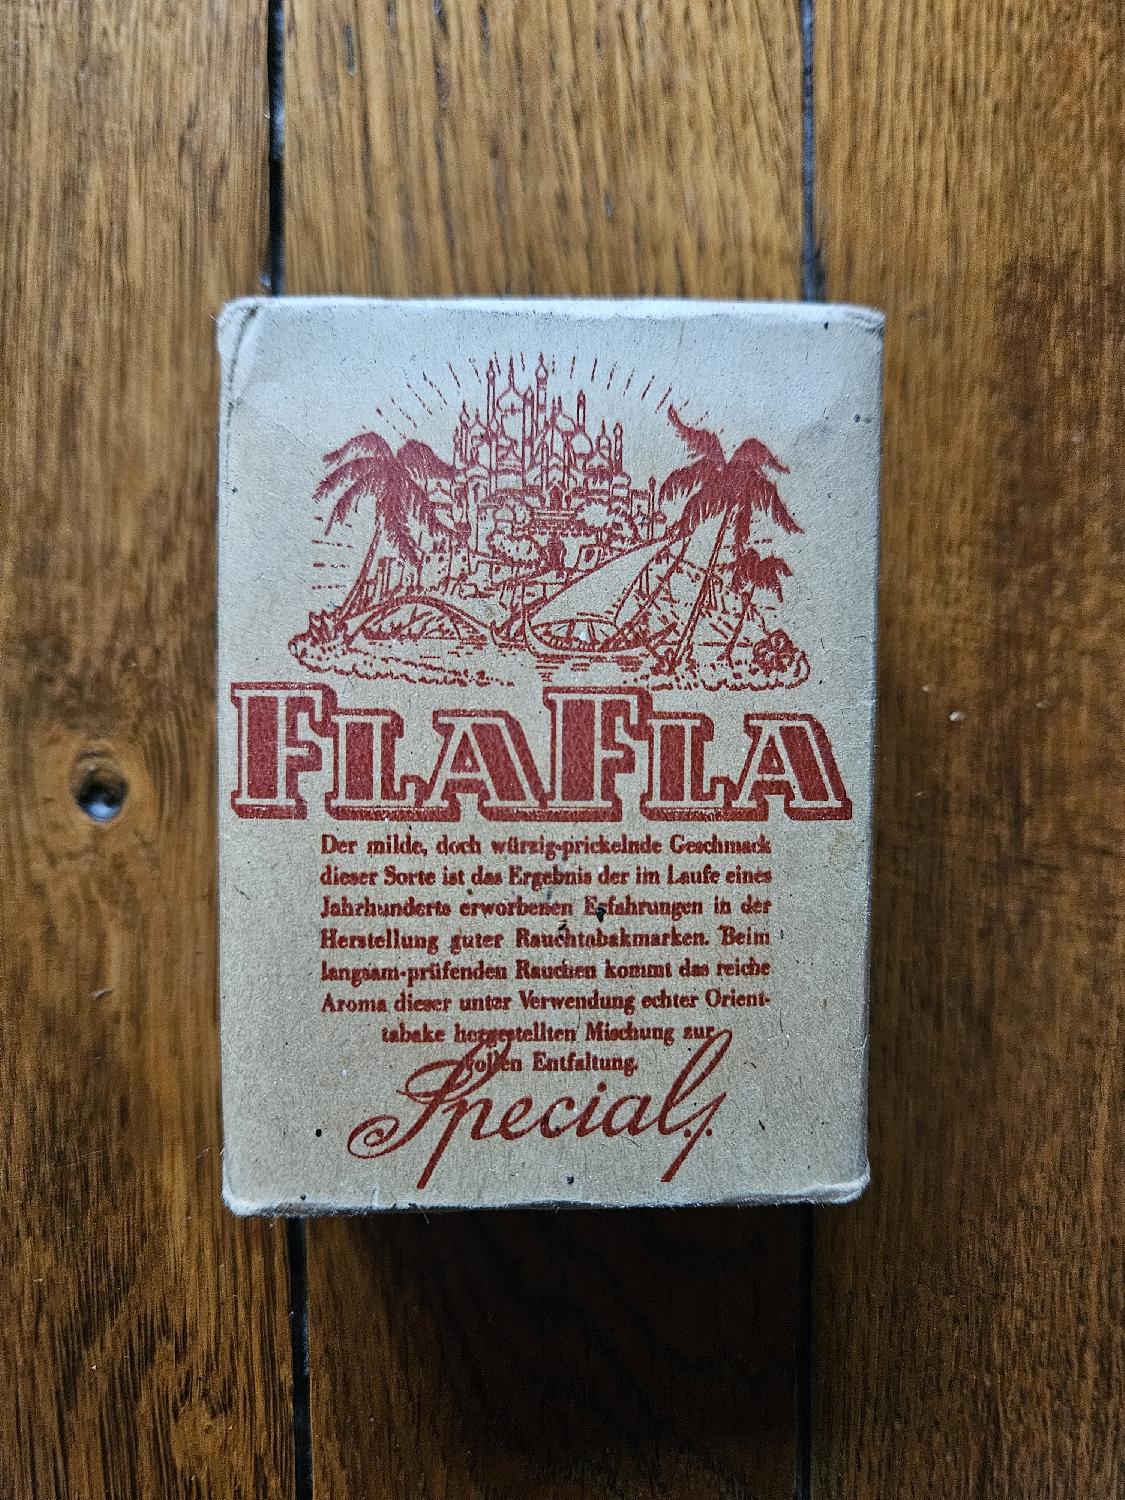 FLAFLA
Der milde, doch würzig-prickelnde Geschmack
dieser Sorte ist das Ergebnis der im Laufe eines
Jahrhunderts erworbenen Erfahrungen in der
Herstellung guter Rauchtabakmarken. Beim
langsam-prüfenden Rauchen kommt das reiche
Aroma dieser unter Verwendung echter Orient-
tabake hergestellten Mischung zur
vollen Entfaltung.
Special